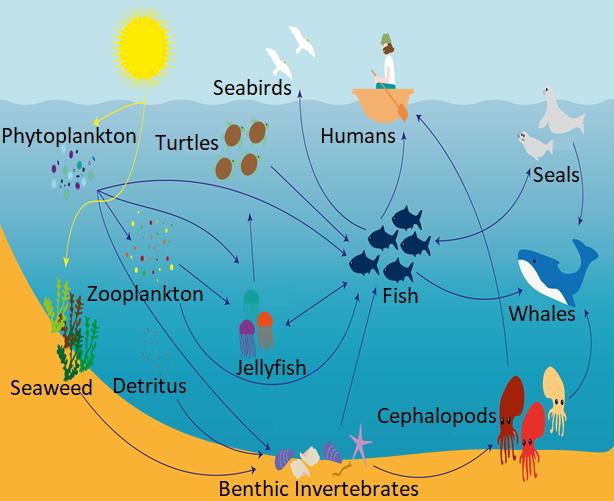 Seabirds
Phytoplankton
Turtles
Humans
Seals
Zooplankton
Fish
Whales
Jellyfish
Seaweed
Detritus
Cephalopods
Benthic Invertebrates